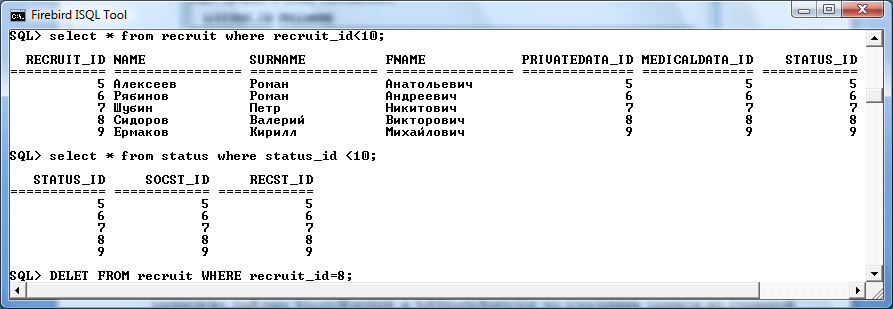 Firebird ISQL Tool
SQL> select * from recruit where recruit_id<10;
RECRUIT_ID NAME SURNAME FNAME PRIVATEDATA_ID MEDICALDATA_ID STATUS_ID
============ ================ ================ ================ ============== ============== ============
5 Алексеев Роман Анатольевич 5 5 5
6 Рябинов Роман Андреевич 6 6 6
7 Шубин Петр Никитович 7 7 7
8 Сидоров Валерий Викторович 8 8 8
9 Ермаков Кирилл Михайлович 9 9 9
SQL> select * from status where status_id <10;
STATUS_ID SOCST_ID RECST_ID
============ ============ ============
5 5 5
6 6 6
7 7 7
8 8 8
9 9 9
SQL> DELET FROM recruit WHERE recruit_id=8;